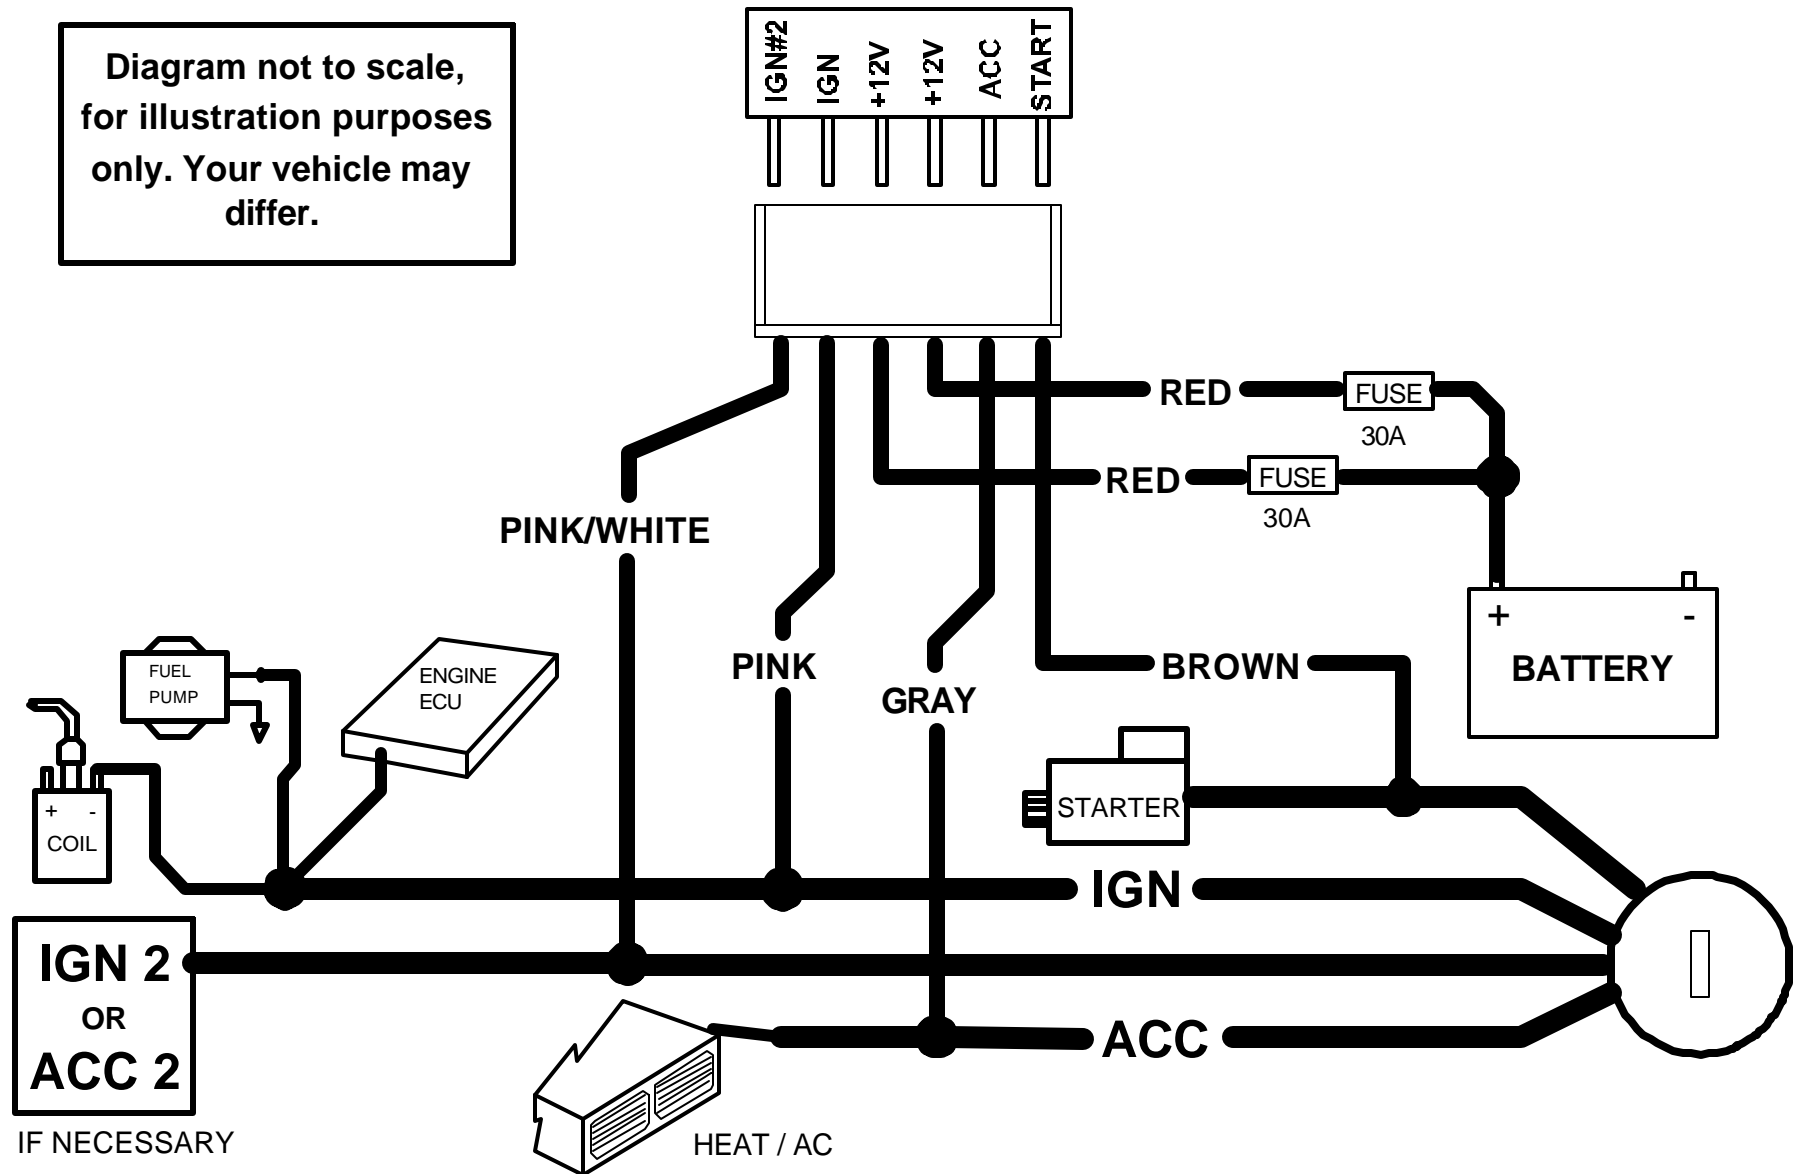 Diagram not to scale,
for illustration purposes
only. Your vehicle may
differ.
IGN#2
IGN
+12V
+12V
ACC
START
RED
FUSE
30A
RED
FUSE
30A
PINK/WHITE
+ -
BATTERY
PINK
BROWN
GRAY
FUEL
PUMP
ENGINE
ECU
+ -
COIL
STARTER
IGN
IGN 2
OR
ACC 2
IF NECESSARY
ACC
HEAT / AC